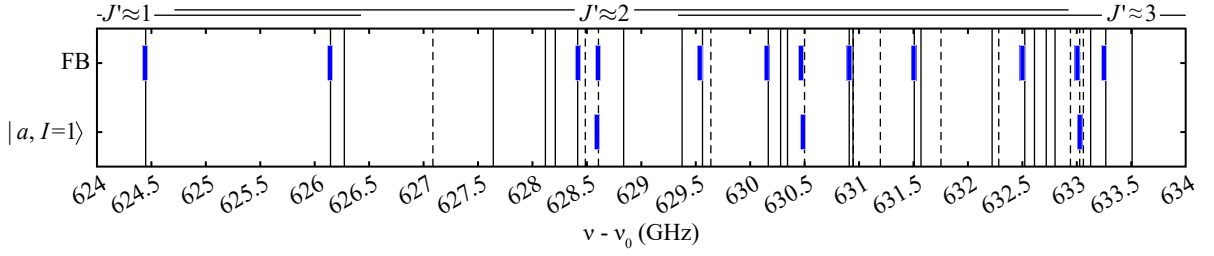 J'≈1 J'≈2 J'≈3
FB
| a, I=1⟩
624 624.5 625 625.5 626 626.5 627 627.5 628 628.5 629 629.5 630 630.5 631 631.5 632 632.5 633 633.5 634
ν - ν₀ (GHz)